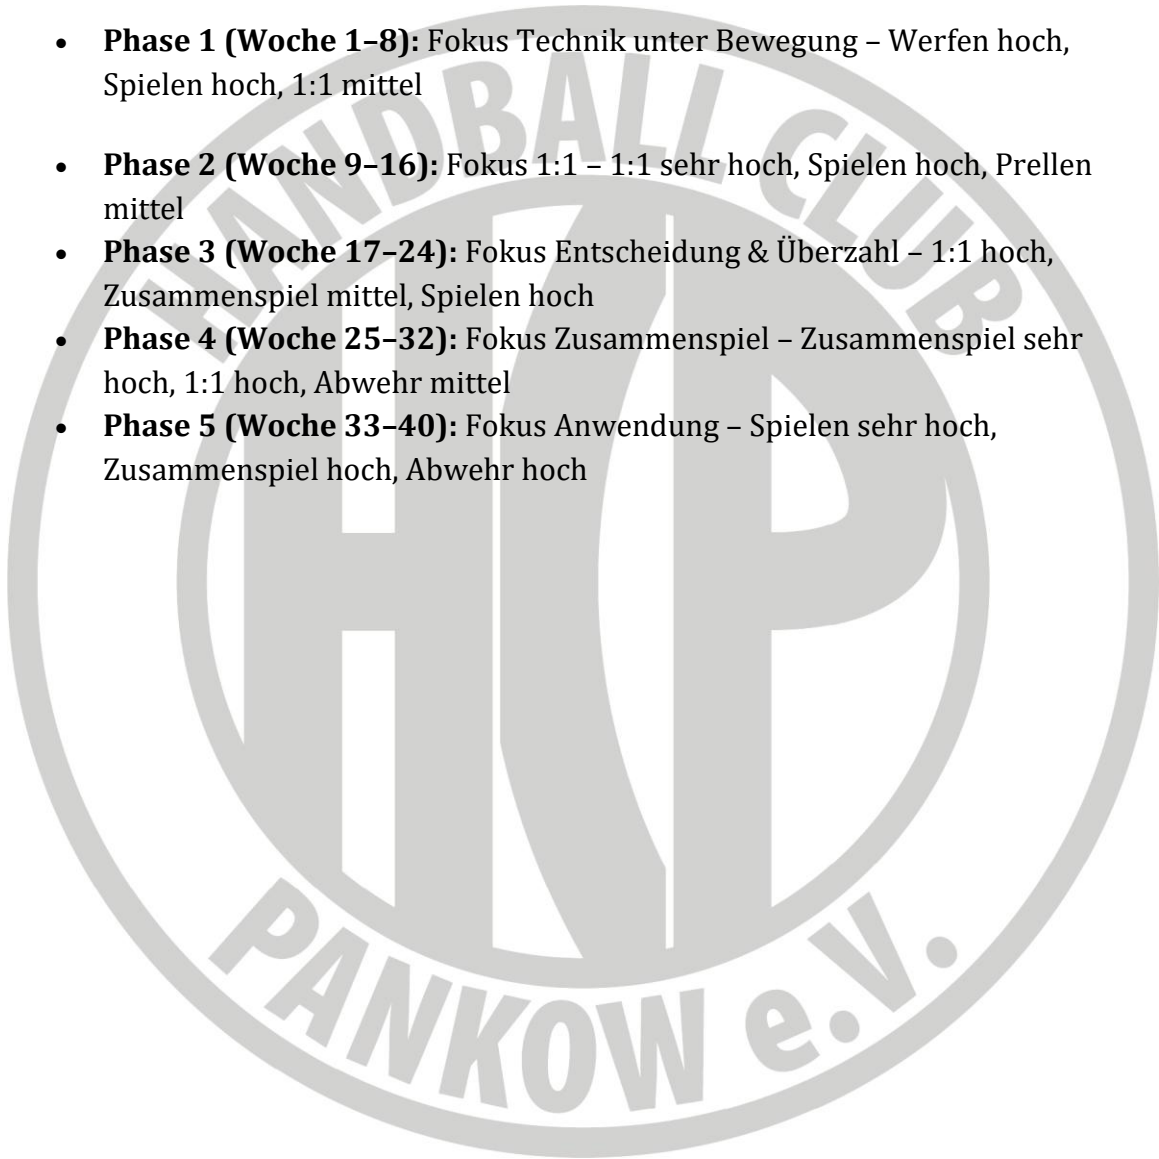 • Phase 1 (Woche 1–8): Fokus Technik unter Bewegung – Werfen hoch,
Spielen hoch, 1:1 mittel
• Phase 2 (Woche 9–16): Fokus 1:1 – 1:1 sehr hoch, Spielen hoch, Prellen
mittel
• Phase 3 (Woche 17–24): Fokus Entscheidung & Überzahl – 1:1 hoch,
Zusammenspiel mittel, Spielen hoch
• Phase 4 (Woche 25–32): Fokus Zusammenspiel – Zusammenspiel sehr
hoch, 1:1 hoch, Abwehr mittel
• Phase 5 (Woche 33–40): Fokus Anwendung – Spielen sehr hoch,
Zusammenspiel hoch, Abwehr hoch
HANDBALL CLUB
HCP
PANKOW e.V.